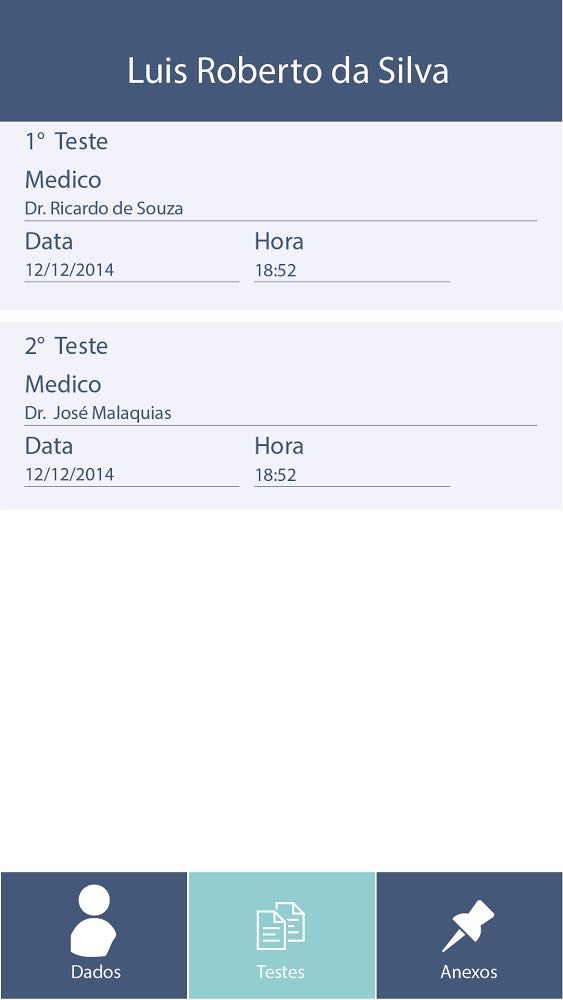 Luis Roberto da Silva
1° Teste
Medico
Dr. Ricardo de Souza
Data Hora
12/12/2014 18:52
2° Teste
Medico
Dr. José Malaquias
Data Hora
12/12/2014 18:52
Dados Testes Anexos